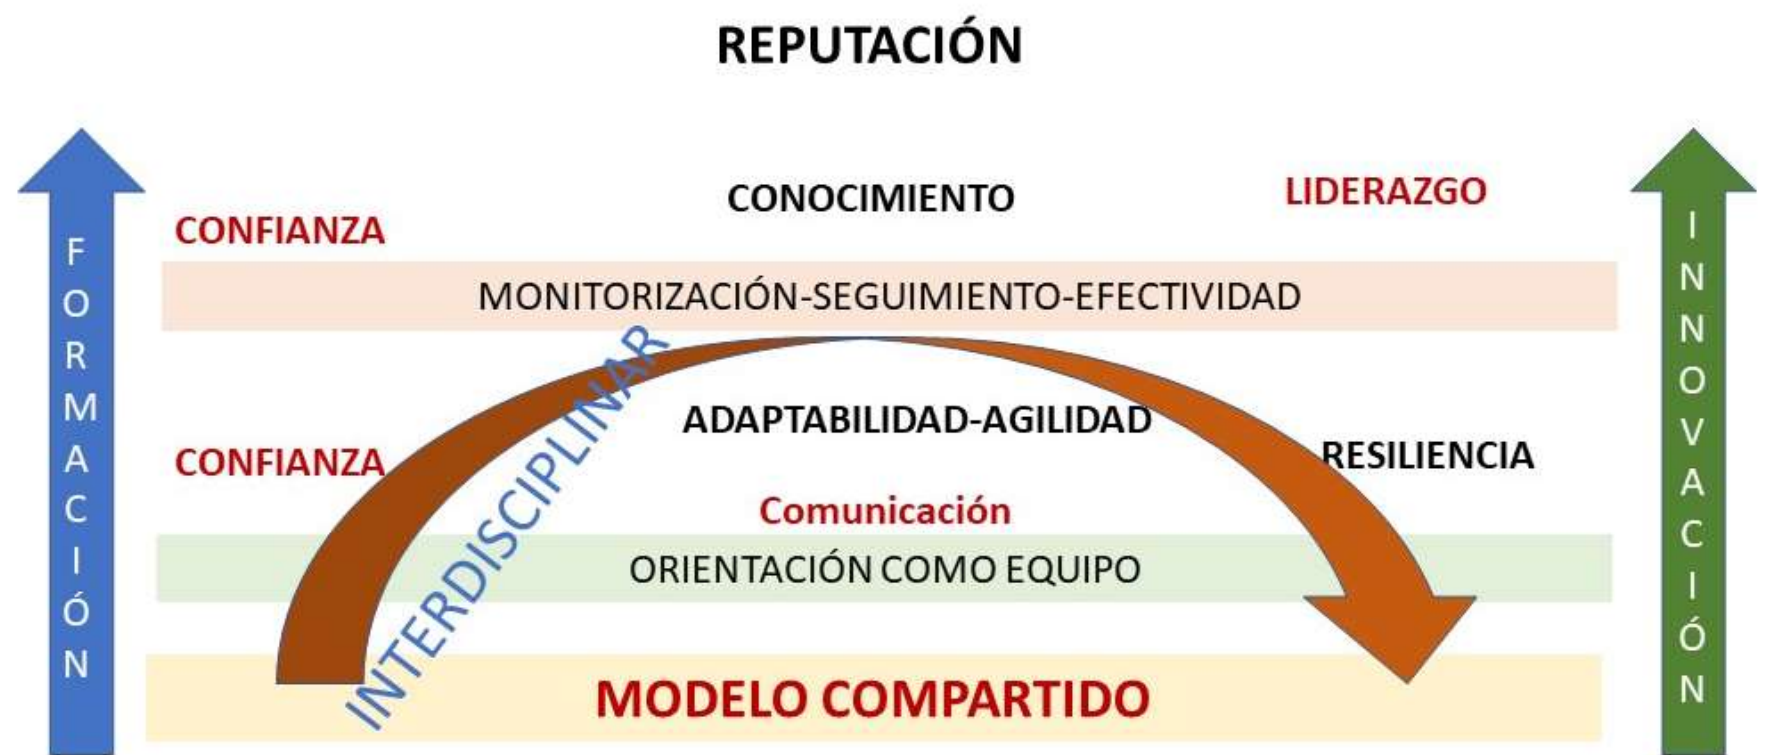 REPUTACIÓN
CONOCIMIENTO
LIDERAZGO
CONFIANZA
MONITORIZACIÓN-SEGUIMIENTO-EFECTIVIDAD
INTERDISCIPLINAR
ADAPTABILIDAD-AGILIDAD
CONFIANZA
RESILIENCIA
Comunicación
ORIENTACIÓN COMO EQUIPO
MODELO COMPARTIDO
FORMACIÓN
INNOVACIÓN